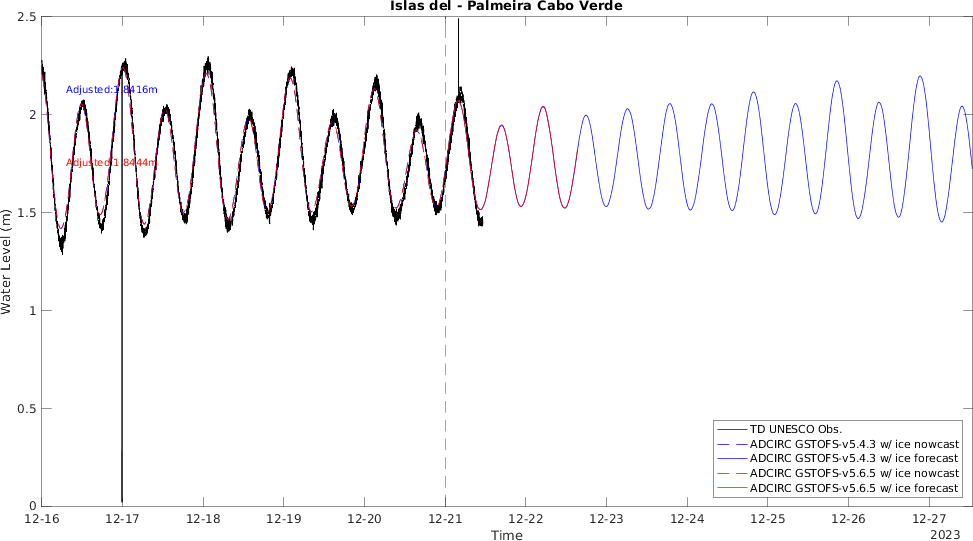 Islas del - Palmeira Cabo Verde
2.5
2
1.5
1
0.5
0
Water Level (m)
Adjusted:1.8416m
Adjusted:1.8444m
TD UNESCO Obs.
ADCIRC GSTOFS-v5.4.3 w/ ice nowcast
ADCIRC GSTOFS-v5.4.3 w/ ice forecast
ADCIRC GSTOFS-v5.6.5 w/ ice nowcast
ADCIRC GSTOFS-v5.6.5 w/ ice forecast
12-16 12-17 12-18 12-19 12-20 12-21 12-22 12-23 12-24 12-25 12-26 12-27
Time
2023